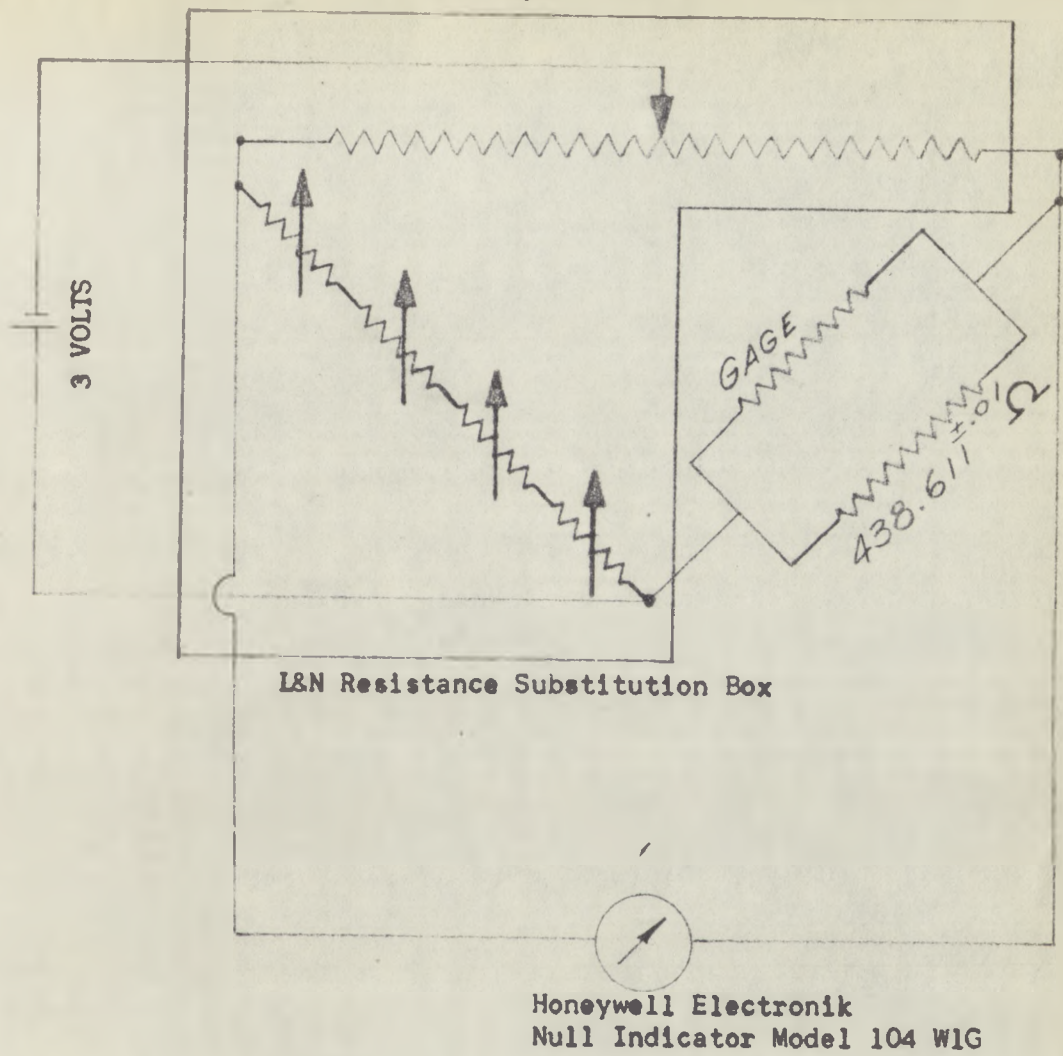 3 VOLTS
GAGE
438.611 ±.01 Ω
L&N Resistance Substitution Box
Honeywell Electronik
Null Indicator Model 104 W1G